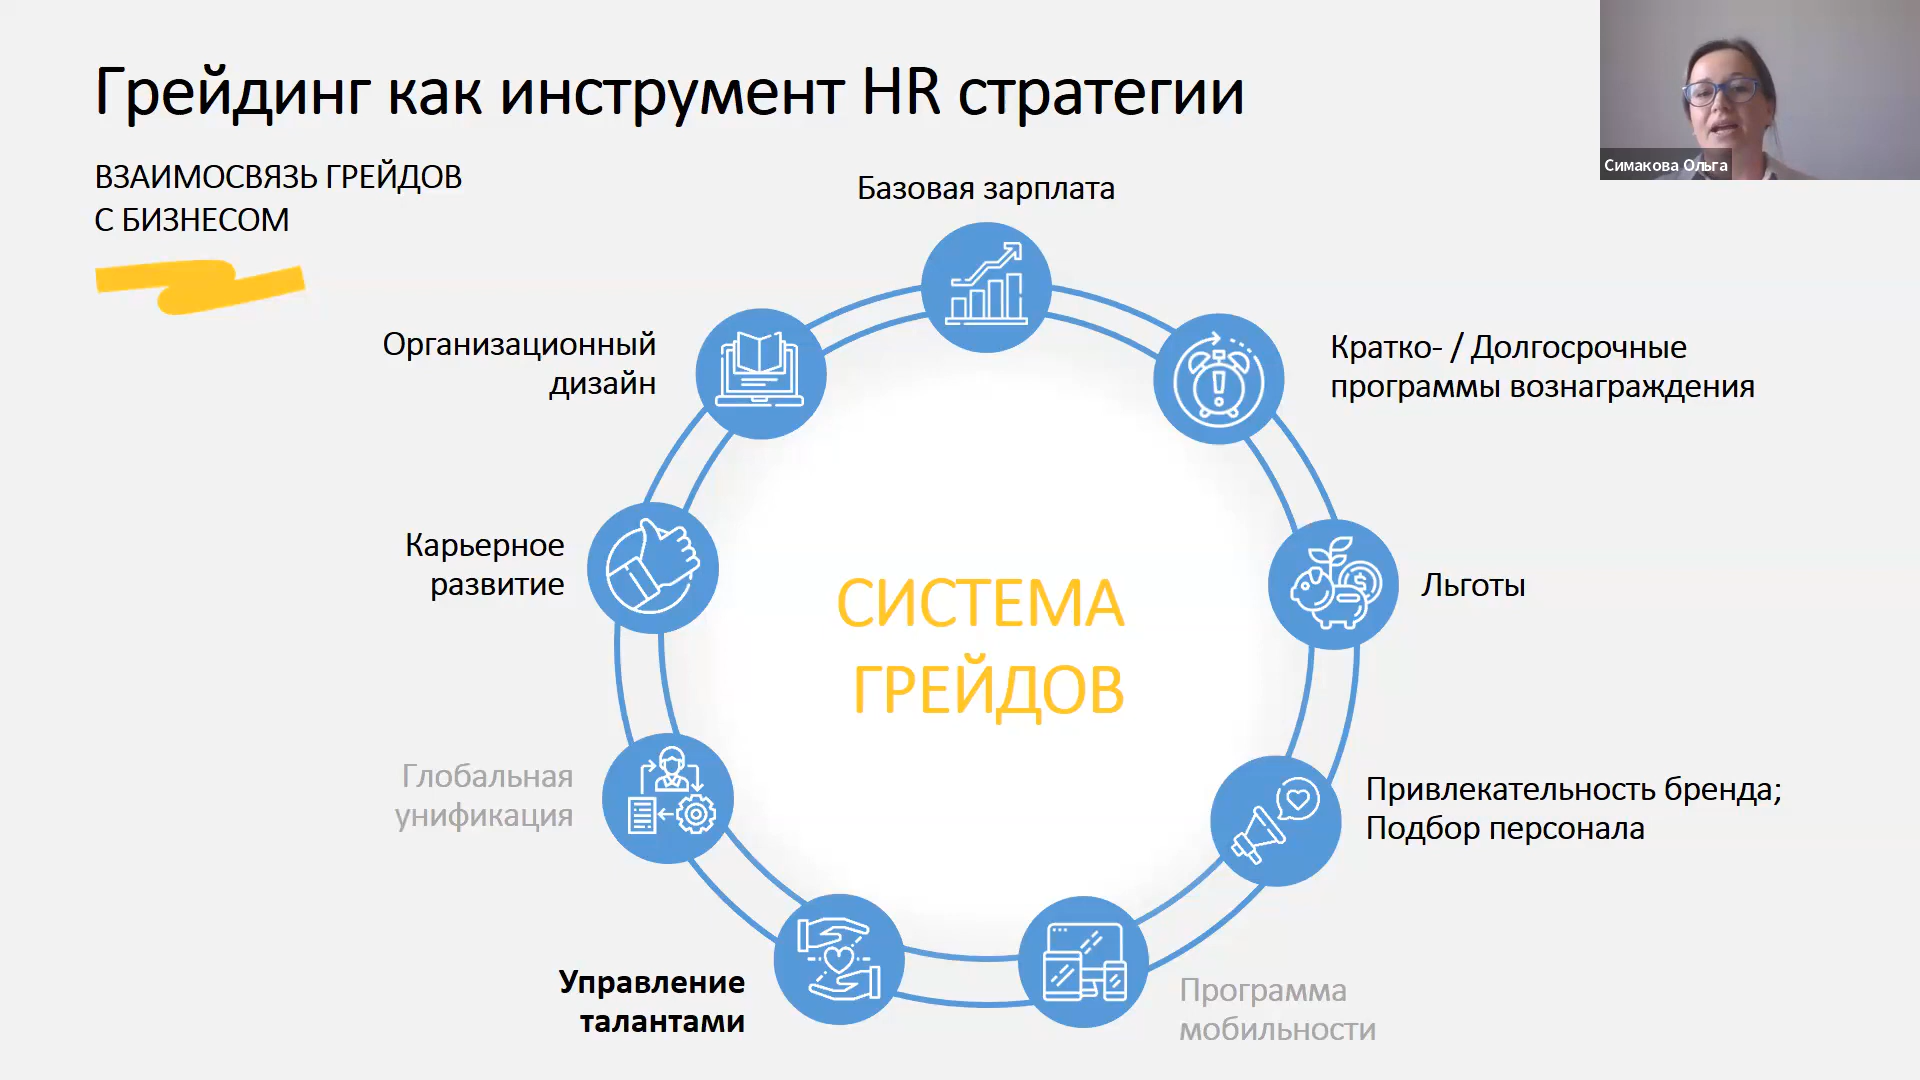 Грейдинг как инструмент HR стратегии
Симакова Ольга
ВЗАИМОСВЯЗЬ ГРЕЙДОВ
С БИЗНЕСОМ
Базовая зарплата
Организационный
дизайн
Кратко- / Долгосрочные
программы вознаграждения
Карьерное
развитие
Льготы
СИСТЕМА
ГРЕЙДОВ
Глобальная
унификация
Привлекательность бренда;
Подбор персонала
Управление
талантами
Программа
мобильности